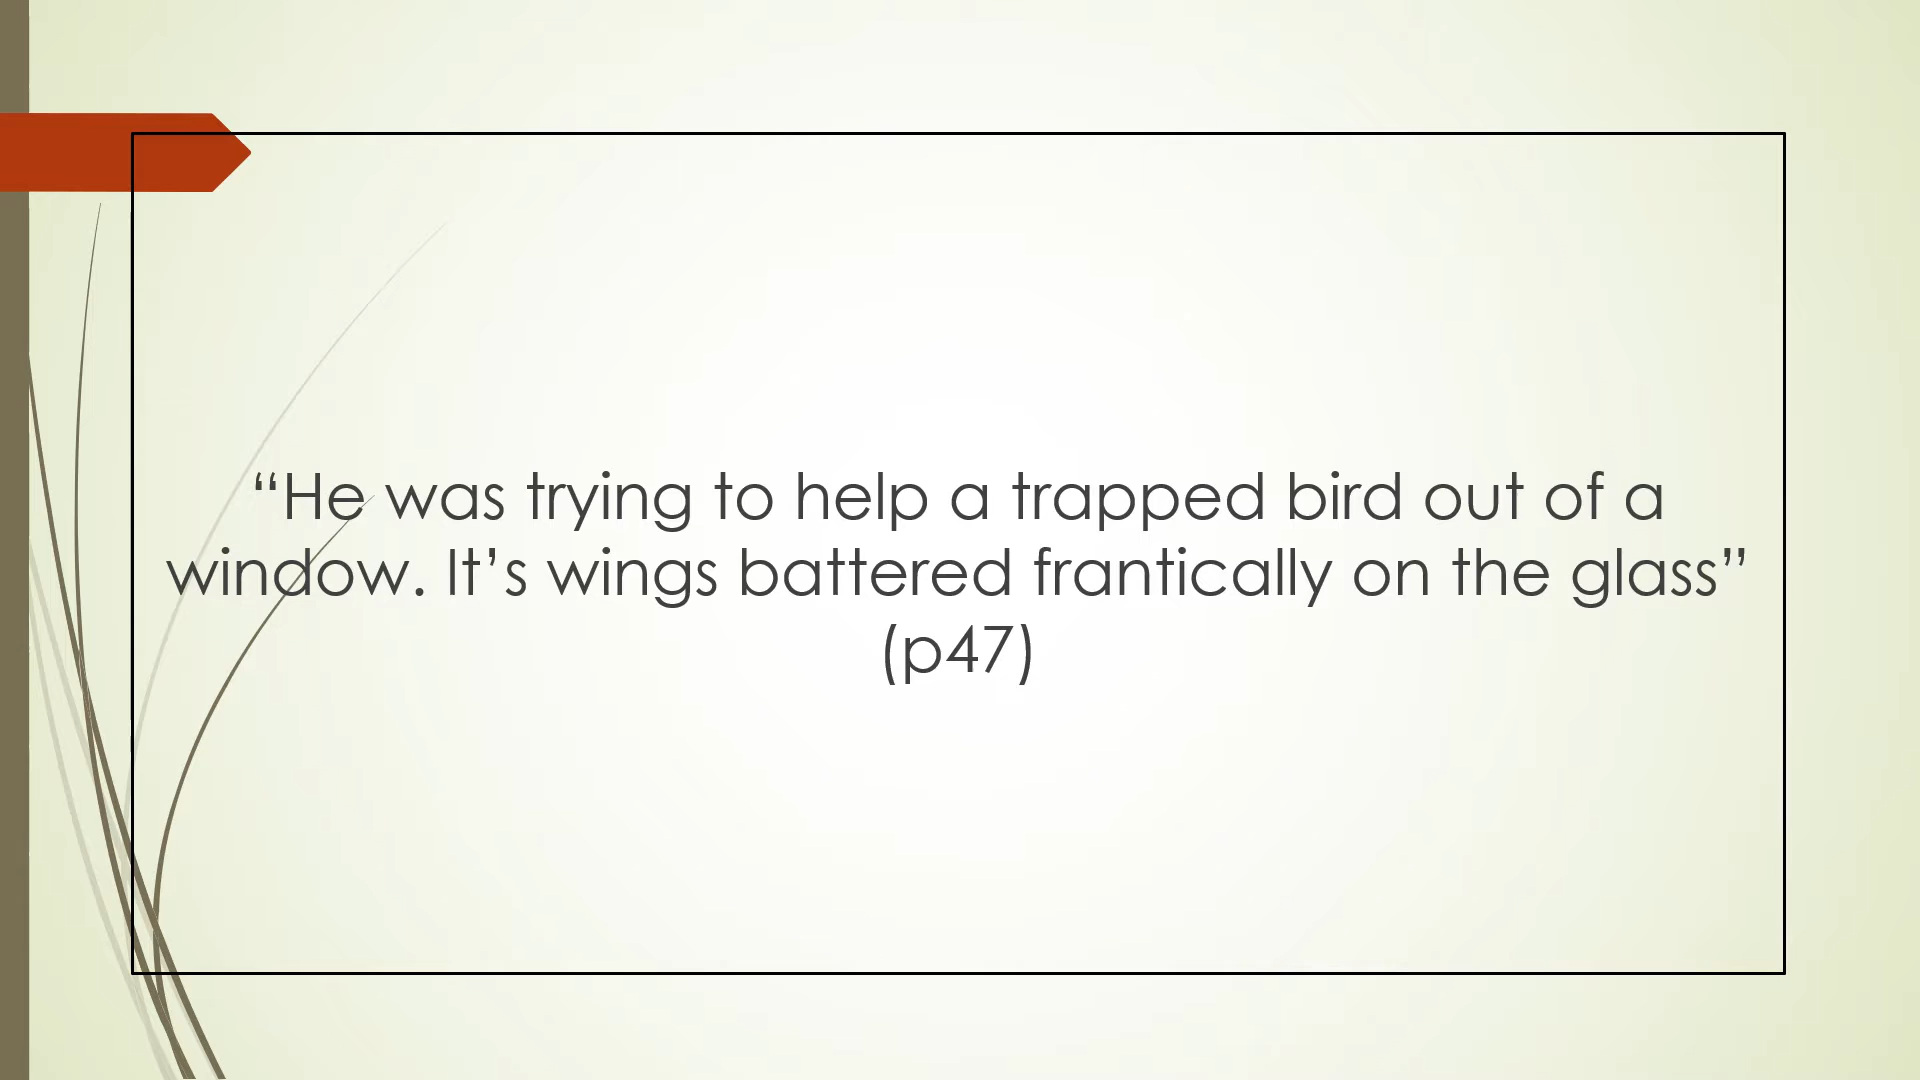 “He was trying to help a trapped bird out of a
window. It’s wings battered frantically on the glass”
(p47)